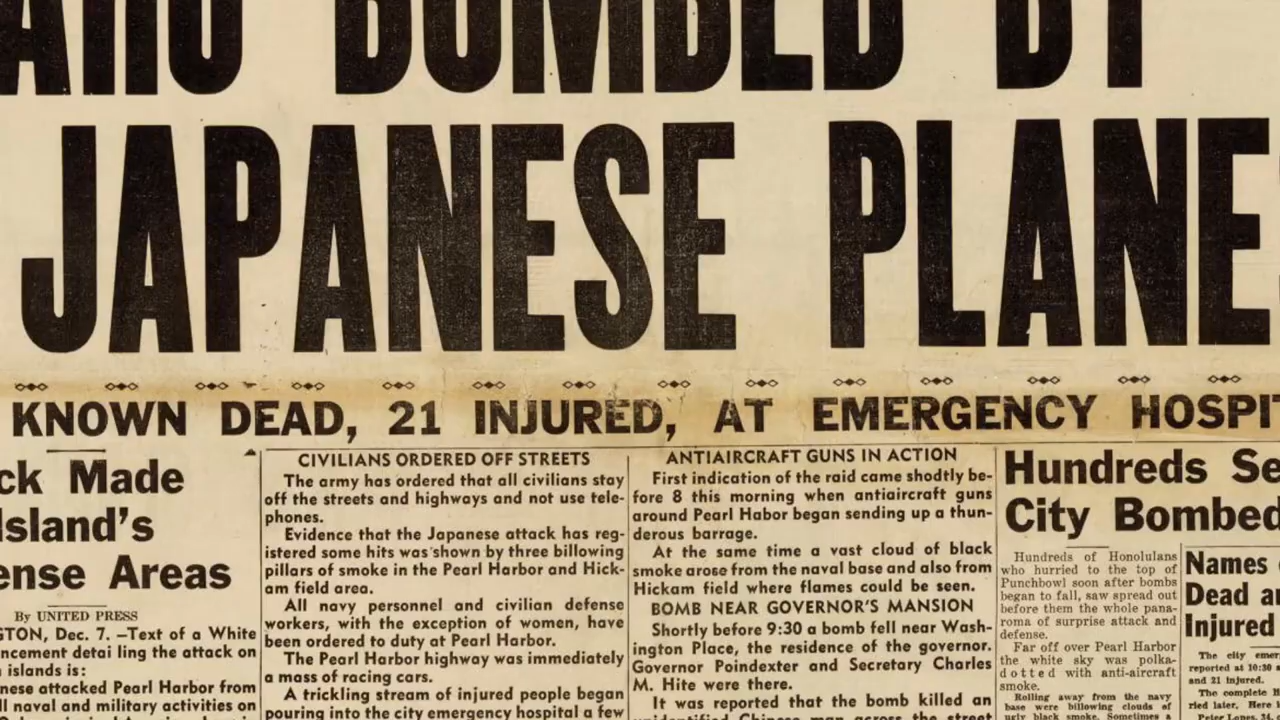 BOMBED BY
JAPANESE PLANE
KNOWN DEAD, 21 INJURED, AT EMERGENCY
Made
Island's
Areas
By UNITED PRESS
Dec. 7. —Text of a White
detai ling the attack on
islands is:
attacked Pearl Harbor from
naval and military activities on
CIVILIANS ORDERED OFF STREETS
The army has ordered that all civilians stay
off the streets and highways and not use tele-
phones.
Evidence that the Japanese attack has reg-
istered some hits was shown by three billowing
pillars of smoke in the Pearl Harbor and Hick-
am field area.
All navy personnel and civilian defense
workers, with the exception of women, have
been ordered to duty at Pearl Harbor.
The Pearl Harbor highway was immediately
a mass of racing cars.
A trickling stream of injured people began
pouring into the city emergency hospital a few
ANTIAIRCRAFT GUNS IN ACTION
First indication of the raid came shodtly be-
fore 8 this morning when antiaircraft guns
around Pearl Habor began sending up a thun-
derous barrage.
At the same time a vast cloud of black
smoke arose from the naval base and also from
Hickam field where flames could be seen.
BOMB NEAR GOVERNOR'S MANSION
Shortly before 9:30 a bomb fell near Wash-
ington Place, the residence of the governor.
Governor Poindexter and Secretary Charles
M. Hite were there.
It was reported that the bomb killed an
unidentified Chinese man across the street
Hundreds Se
City Bombed
Hundreds of Honolulans
who hurried to the top of
Punchbowl soon after bombs
began to fall, saw spread out
before them the whole pana-
roma of surprise attack and
defense.
Far off over Pearl Harbor
the white sky was polka-
dotted with anti-aircraft
smoke.
Rolling away from the navy
base were billowing clouds of
ugly black smoke. Sometimes a
Names
Dead
Injured
The city
reported at 10:30
and 21 injured.
The complete
ried later. Here